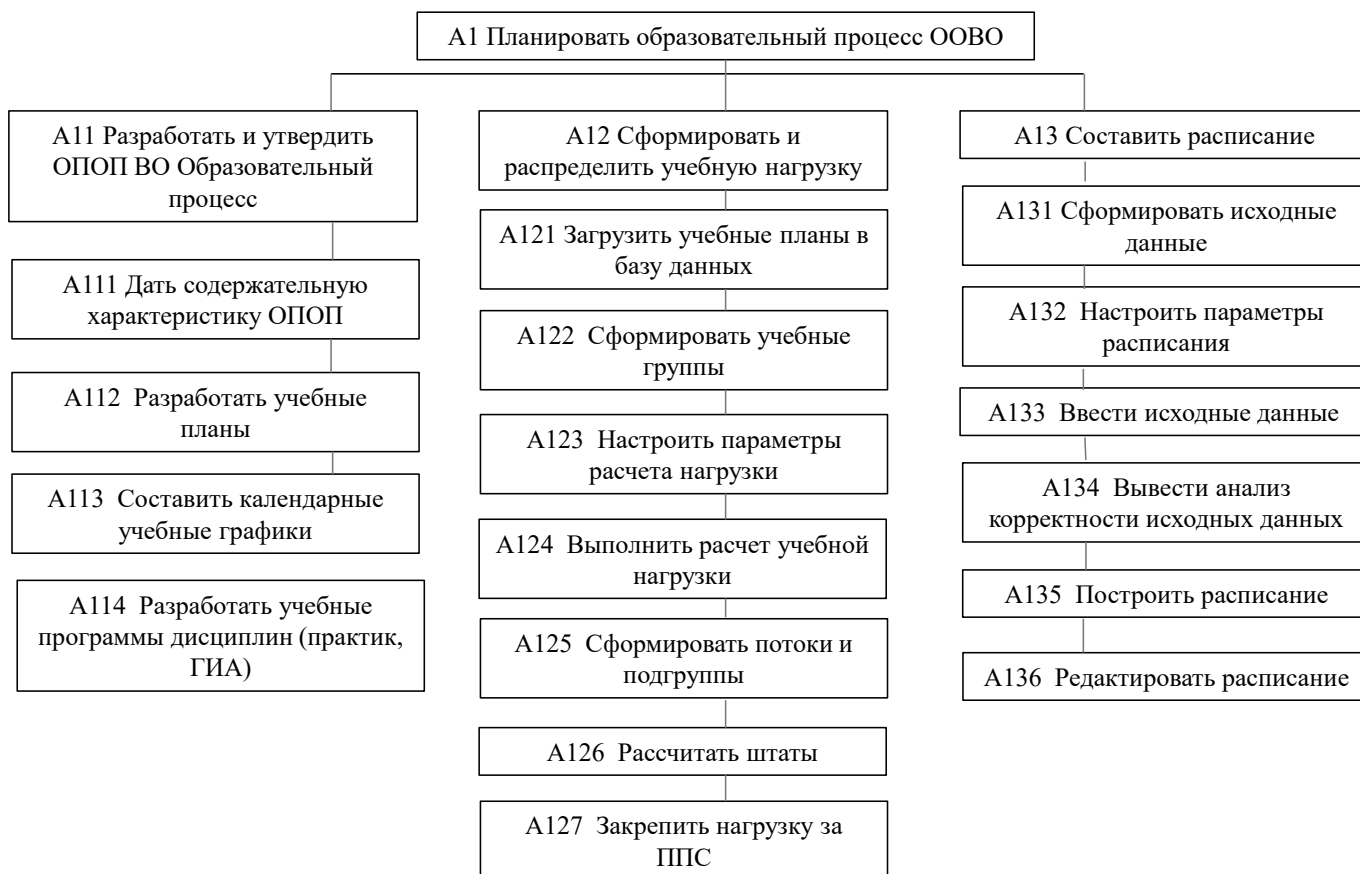 А1 Планировать образовательный процесс ООВО
А11 Разработать и утвердить
ОПОП ВО Образовательный
процесс
А111 Дать содержательную
характеристику ОПОП
А112 Разработать учебные
планы
А113 Составить календарные
учебные графики
А114 Разработать учебные
программы дисциплин (практик,
ГИА)
А12 Сформировать и
распределить учебную нагрузку
А121 Загрузить учебные планы в
базу данных
А122 Сформировать учебные
группы
А123 Настроить параметры
расчета нагрузки
А124 Выполнить расчет учебной
нагрузки
А125 Сформировать потоки и
подгруппы
А126 Рассчитать штаты
А127 Закрепить нагрузку за
ППС
А13 Составить расписание
А131 Сформировать исходные
данные
А132 Настроить параметры
расписания
А133 Ввести исходные данные
А134 Вывести анализ
корректности исходных данных
А135 Построить расписание
А136 Редактировать расписание